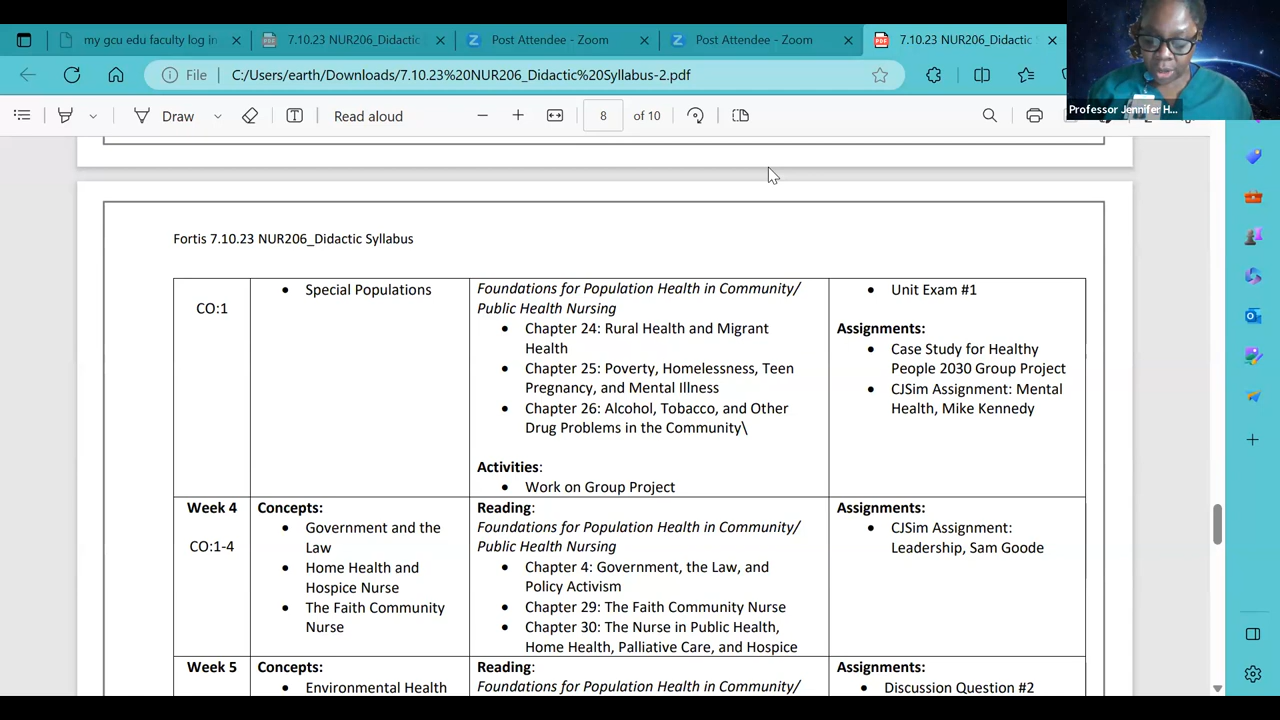 my gcu edu faculty log in
7.10.23 NUR206_Didactic
Post Attendee - Zoom
Post Attendee - Zoom
7.10.23 NUR206_Didactic
File
C:/Users/earth/Downloads/7.10.23%20NUR206_Didactic%20Syllabus-2.pdf
Professor Jennifer H...
Draw
Read aloud
8 of 10
Fortis 7.10.23 NUR206_Didactic Syllabus
CO:1
• Special Populations
Foundations for Population Health in Community/
Public Health Nursing
• Chapter 24: Rural Health and Migrant
Health
• Chapter 25: Poverty, Homelessness, Teen
Pregnancy, and Mental Illness
• Chapter 26: Alcohol, Tobacco, and Other
Drug Problems in the Community\
Activities:
• Work on Group Project
• Unit Exam #1
Assignments:
• Case Study for Healthy
People 2030 Group Project
• CJSim Assignment: Mental
Health, Mike Kennedy
Week 4
CO:1-4
Concepts:
• Government and the
Law
• Home Health and
Hospice Nurse
• The Faith Community
Nurse
Reading:
Foundations for Population Health in Community/
Public Health Nursing
• Chapter 4: Government, the Law, and
Policy Activism
• Chapter 29: The Faith Community Nurse
• Chapter 30: The Nurse in Public Health,
Home Health, Palliative Care, and Hospice
Assignments:
• CJSim Assignment:
Leadership, Sam Goode
Week 5
Concepts:
• Environmental Health
Reading:
Foundations for Population Health in Community/
Assignments:
• Discussion Question #2